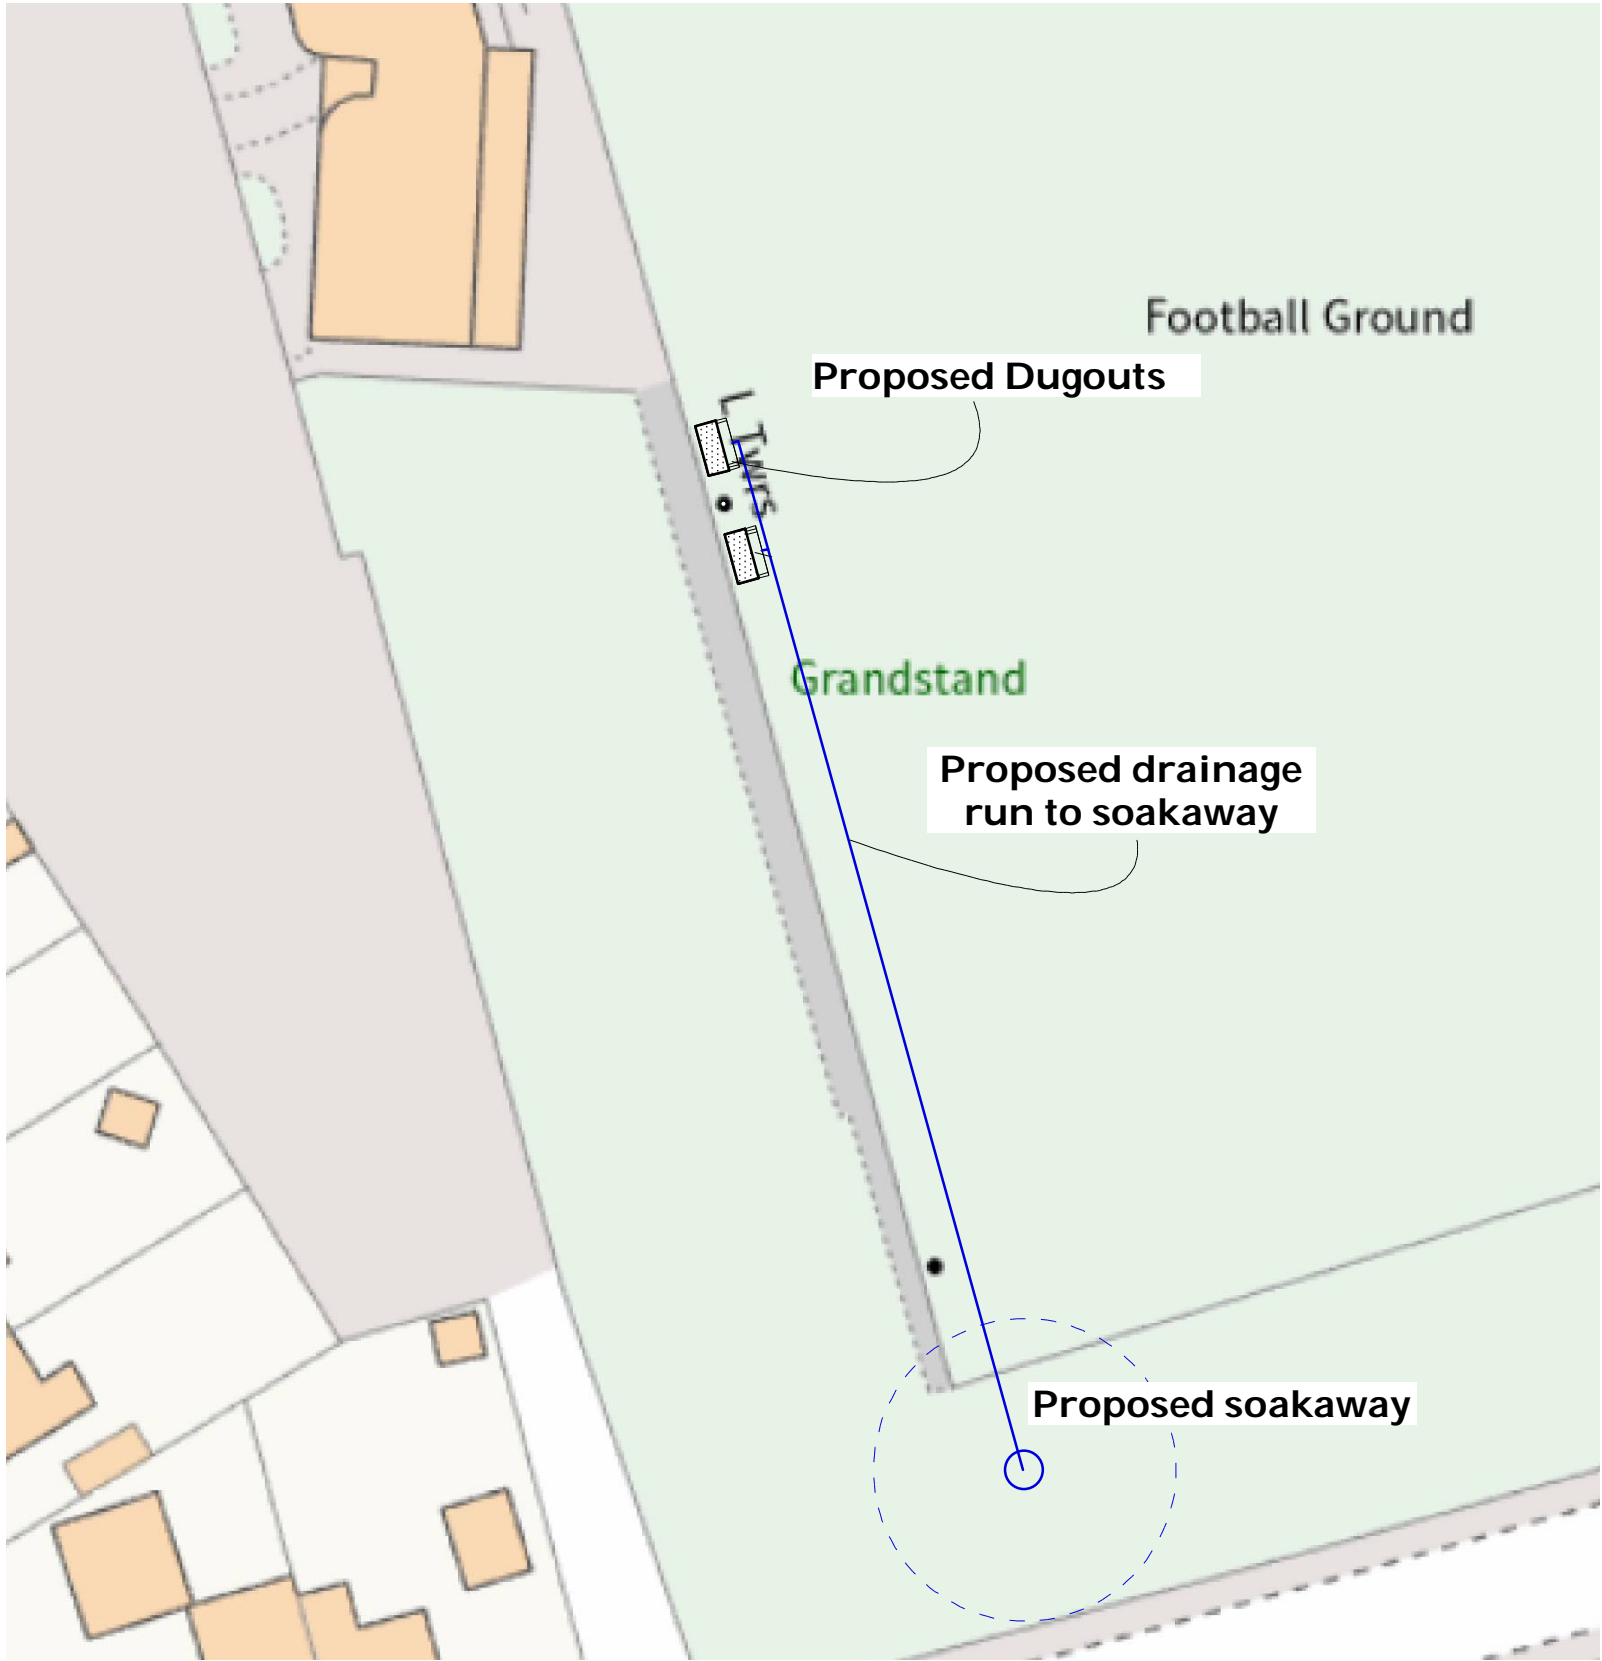 Football Ground
Proposed Dugouts
L Twrs
Grandstand
Proposed drainage
run to soakaway
Proposed soakaway